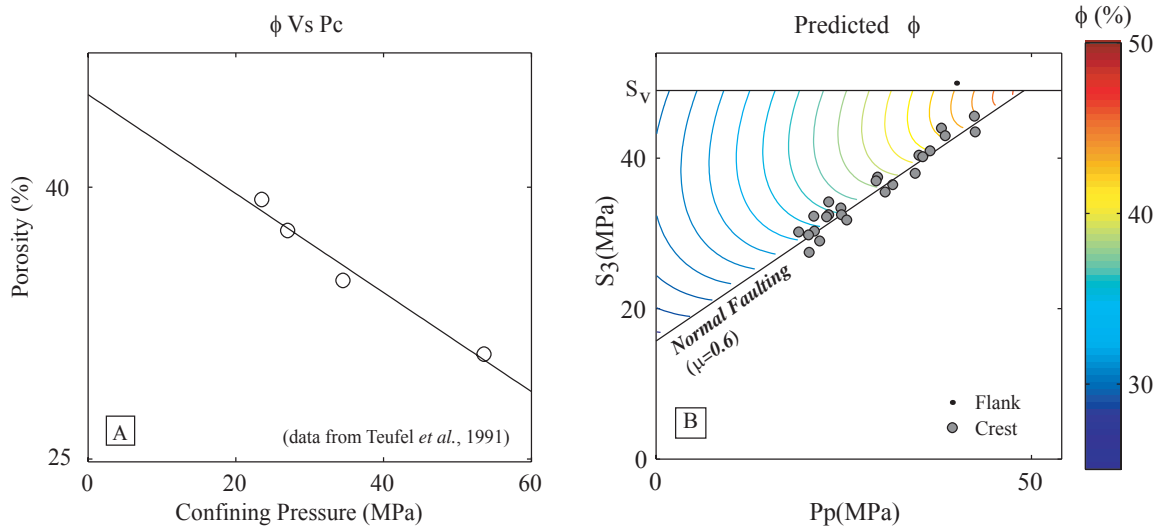 ϕ Vs Pc
Porosity (%)
40
25
0
20
40
60
Confining Pressure (MPa)
A
(data from Teufel et al., 1991)
Predicted ϕ
S3(MPa)
Sv
40
20
0
0
50
Pp(MPa)
Normal Faulting
(μ=0.6)
B
Flank
Crest
ϕ (%)
50
40
30